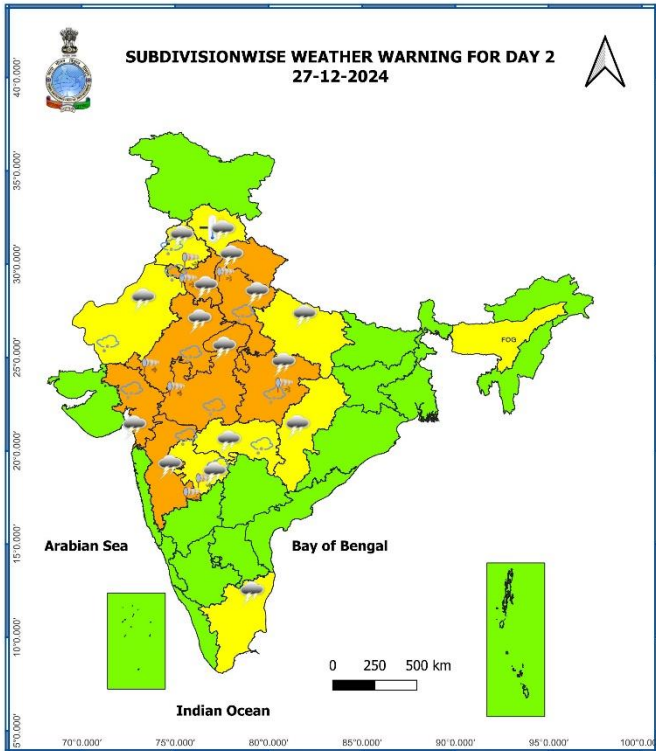 SUBDIVISIONWISE WEATHER WARNING FOR DAY 2
27-12-2024
40°0.000'
35°0.000'
30°0.000'
25°0.000'
20°0.000'
15°0.000'
10°0.000'
5°0.000'
FOG
Arabian Sea
Bay of Bengal
0 250 500 km
Indian Ocean
70°0.000' 75°0.000' 80°0.000' 85°0.000' 90°0.000' 95°0.000' 100°0.0